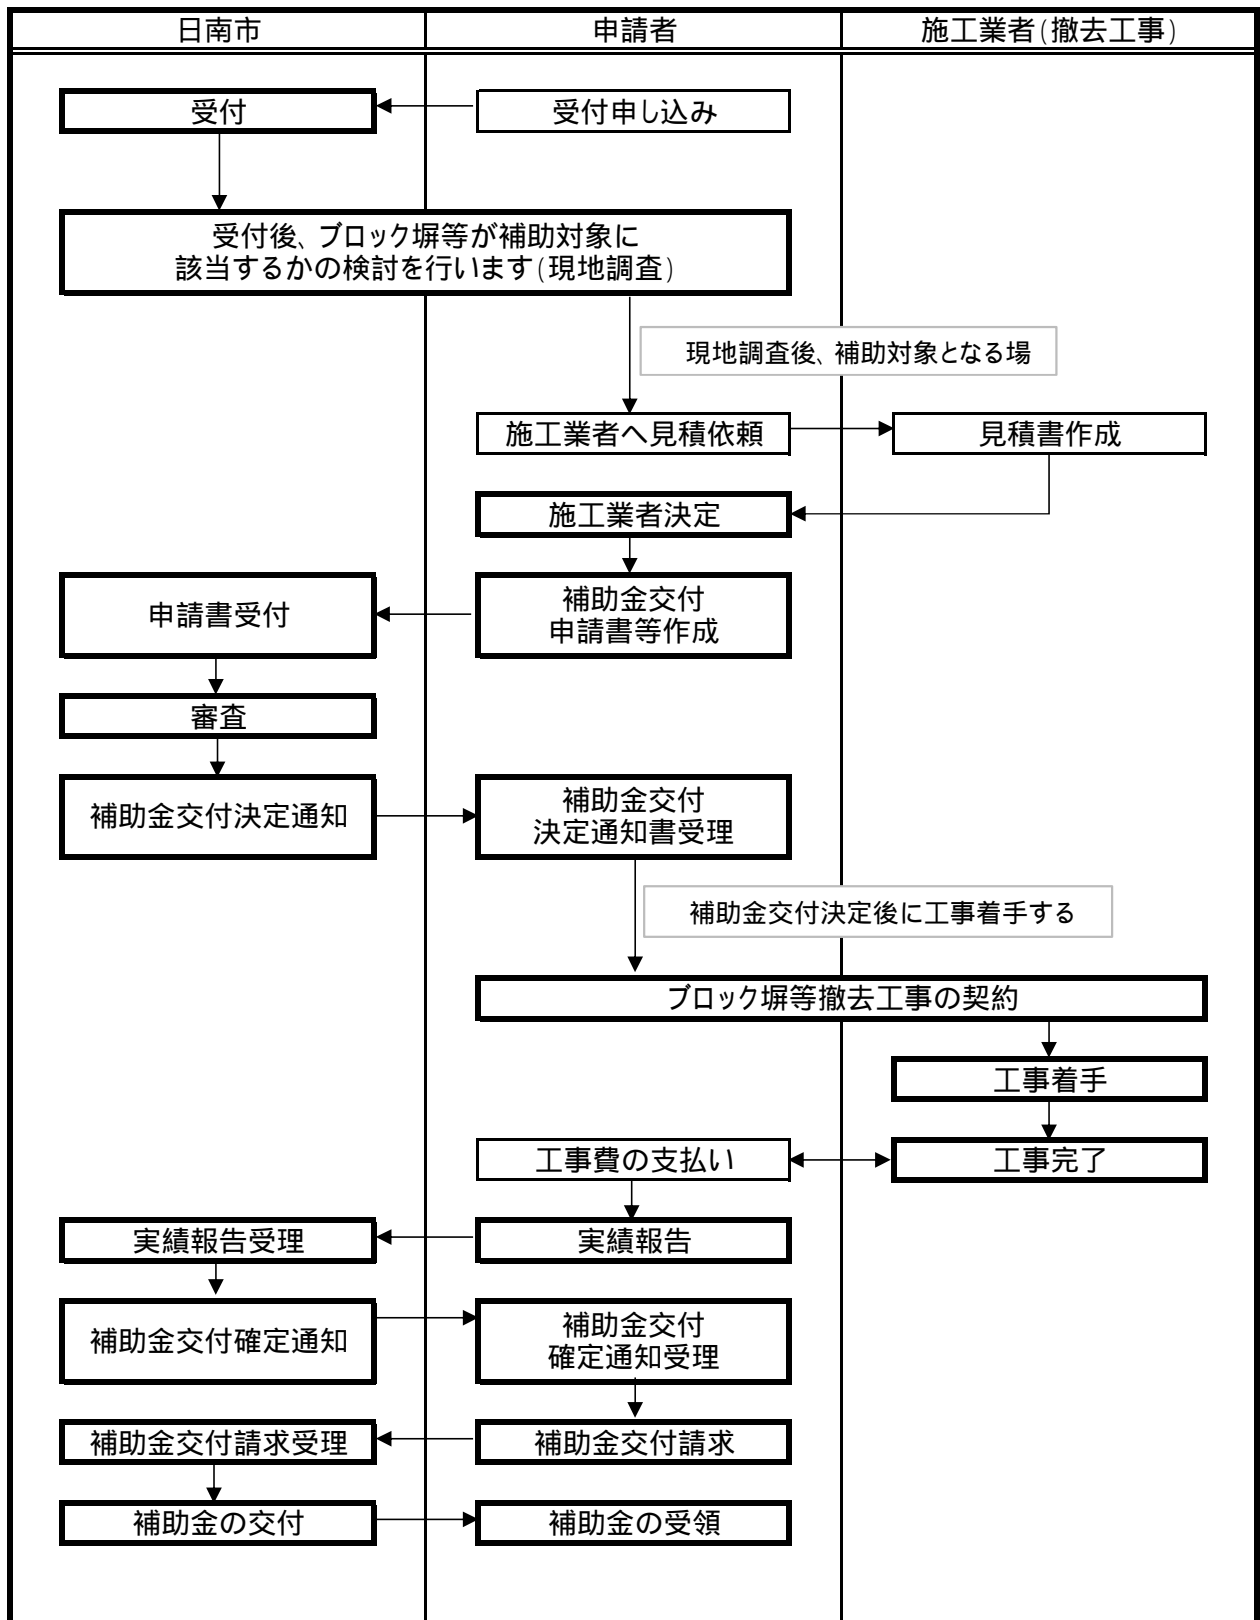 日南市
申請者
施工業者(撤去工事)
受付
受付申し込み
受付後、ブロック塀等が補助対象に
該当するかの検討を行います(現地調査)
現地調査後、補助対象となる場
施工業者へ見積依頼
見積書作成
施工業者決定
申請書受付
補助金交付
申請書等作成
審査
補助金交付決定通知
補助金交付
決定通知書受理
補助金交付決定後に工事着手する
ブロック塀等撤去工事の契約
工事着手
工事費の支払い
工事完了
実績報告受理
実績報告
補助金交付確定通知
補助金交付
確定通知受理
補助金交付請求受理
補助金交付請求
補助金の交付
補助金の受領